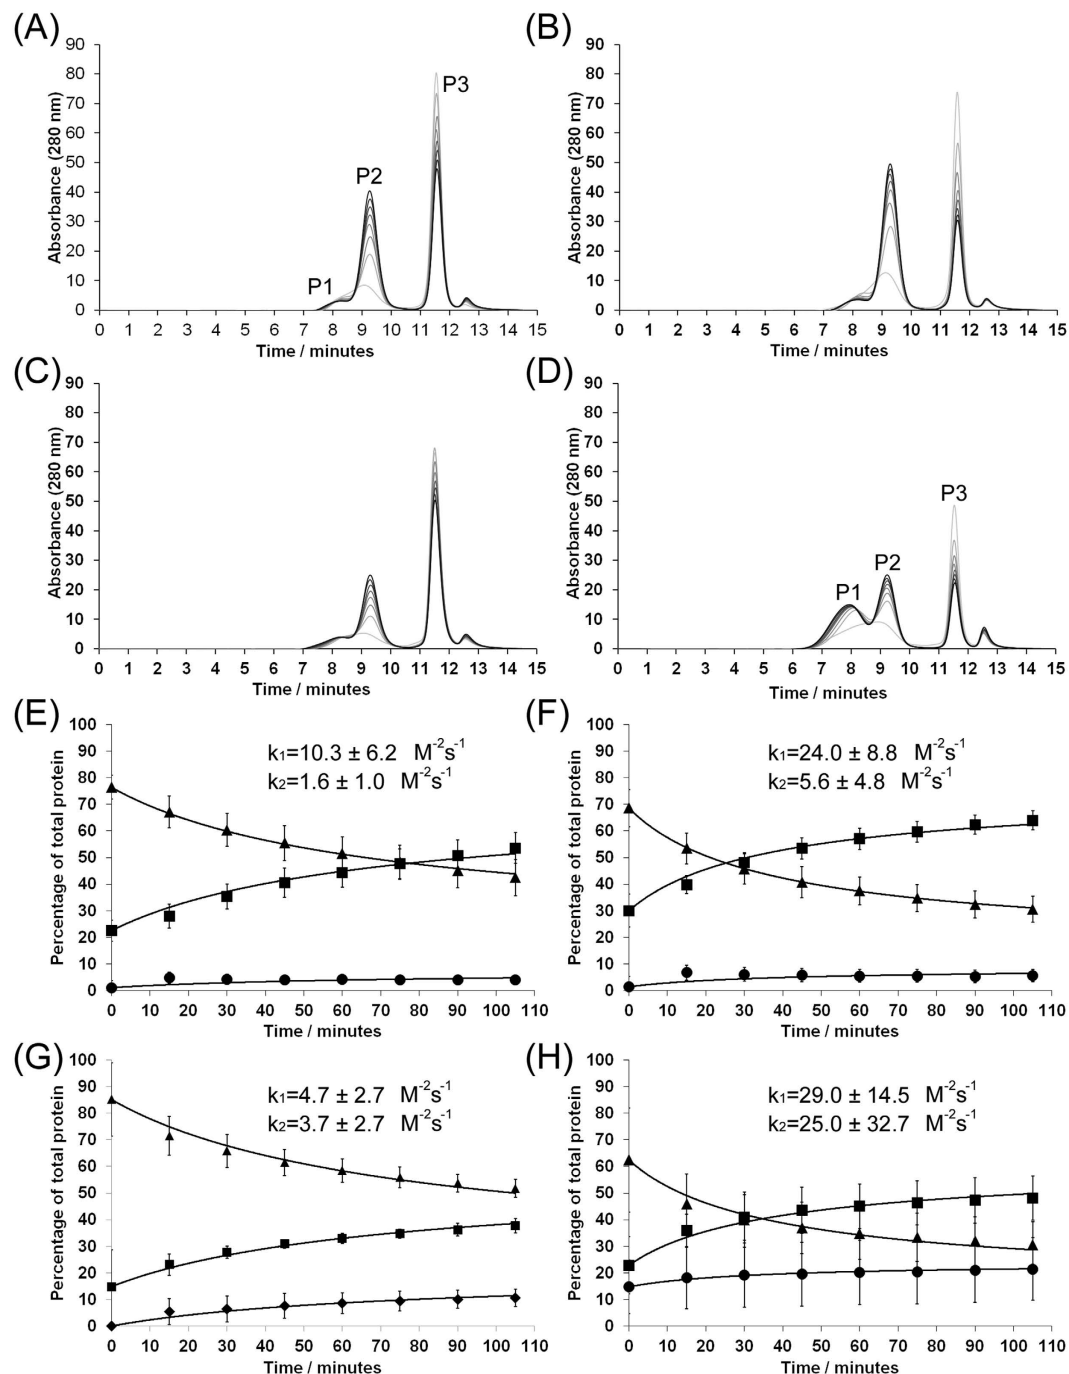 (A)
Absorbance (280 nm)
90
80
70
60
50
40
30
20
10
0
P1
P2
P3
0 1 2 3 4 5 6 7 8 9 10 11 12 13 14 15
Time / minutes
(B)
Absorbance (280 nm)
90
80
70
60
50
40
30
20
10
0
0 1 2 3 4 5 6 7 8 9 10 11 12 13 14 15
Time / minutes
(C)
Absorbance (280 nm)
90
80
70
60
50
40
30
20
10
0
0 1 2 3 4 5 6 7 8 9 10 11 12 13 14 15
Time / minutes
(D)
Absorbance (280 nm)
90
80
70
60
50
40
30
20
10
0
P1
P2
P3
0 1 2 3 4 5 6 7 8 9 10 11 12 13 14 15
Time / minutes
(E)
Percentage of total protein
100
90
80
70
60
50
40
30
20
10
0
k₁=10.3 ± 6.2 M⁻²s⁻¹
k₂=1.6 ± 1.0 M⁻²s⁻¹
0 10 20 30 40 50 60 70 80 90 100 110
Time / minutes
(F)
Percentage of total protein
100
90
80
70
60
50
40
30
20
10
0
k₁=24.0 ± 8.8 M⁻²s⁻¹
k₂=5.6 ± 4.8 M⁻²s⁻¹
0 10 20 30 40 50 60 70 80 90 100 110
Time / minutes
(G)
Percentage of total protein
100
90
80
70
60
50
40
30
20
10
0
k₁=4.7 ± 2.7 M⁻²s⁻¹
k₂=3.7 ± 2.7 M⁻²s⁻¹
0 10 20 30 40 50 60 70 80 90 100 110
Time / minutes
(H)
Percentage of total protein
100
90
80
70
60
50
40
30
20
10
0
k₁=29.0 ± 14.5 M⁻²s⁻¹
k₂=25.0 ± 32.7 M⁻²s⁻¹
0 10 20 30 40 50 60 70 80 90 100 110
Time / minutes